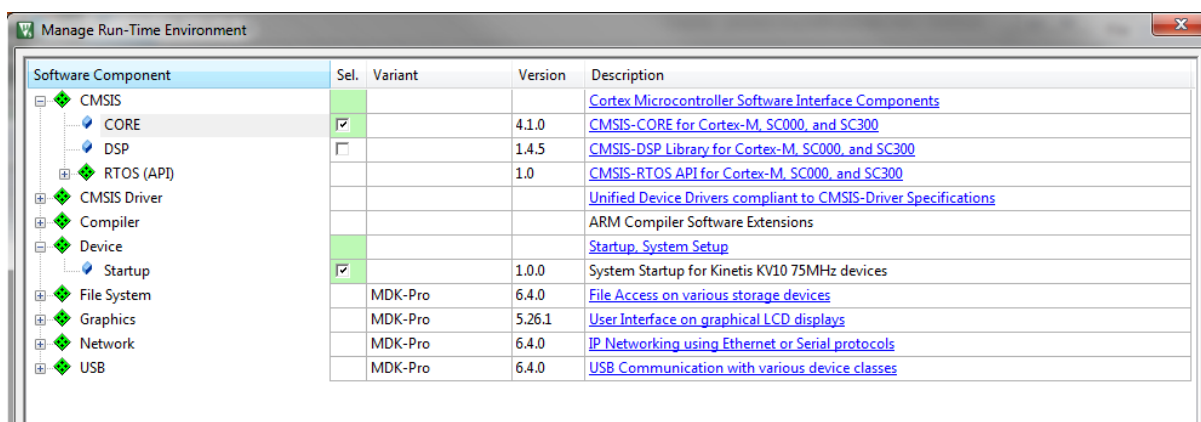 Manage Run-Time Environment
Software Component Sel. Variant Version Description
CMSIS Cortex Microcontroller Software Interface Components
CORE 4.1.0 CMSIS-CORE for Cortex-M, SC000, and SC300
DSP 1.4.5 CMSIS-DSP Library for Cortex-M, SC000, and SC300
RTOS (API) 1.0 CMSIS-RTOS API for Cortex-M, SC000, and SC300
CMSIS Driver Unified Device Drivers compliant to CMSIS-Driver Specifications
Compiler ARM Compiler Software Extensions
Device Startup, System Setup
Startup 1.0.0 System Startup for Kinetis KV10 75MHz devices
File System MDK-Pro 6.4.0 File Access on various storage devices
Graphics MDK-Pro 5.26.1 User Interface on graphical LCD displays
Network MDK-Pro 6.4.0 IP Networking using Ethernet or Serial protocols
USB MDK-Pro 6.4.0 USB Communication with various device classes